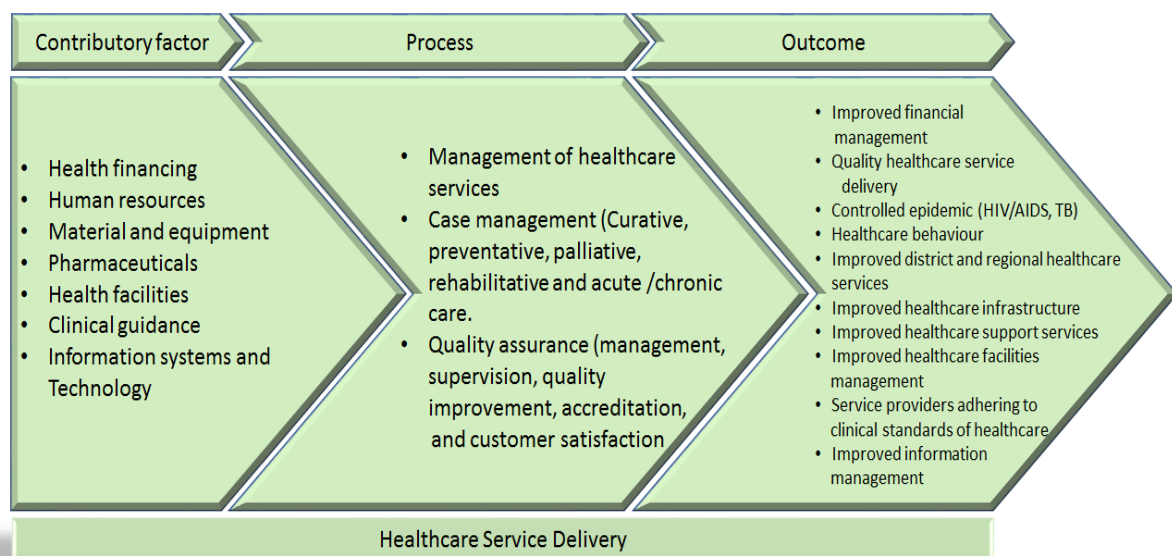 Contributory factor
Process
Outcome
• Health financing
• Human resources
• Material and equipment
• Pharmaceuticals
• Health facilities
• Clinical guidance
• Information systems and
Technology
• Management of healthcare
services
• Case management (Curative,
preventative, palliative,
rehabilitative and acute /chronic
care.
• Quality assurance (management,
supervision, quality
improvement, accreditation,
and customer satisfaction
• Improved financial
management
• Quality healthcare service
delivery
• Controlled epidemic (HIV/AIDS, TB)
• Healthcare behaviour
• Improved district and regional healthcare
services
• Improved healthcare infrastructure
• Improved healthcare support services
• Improved healthcare facilities
management
• Service providers adhering to
clinical standards of healthcare
• Improved information
management
Healthcare Service Delivery